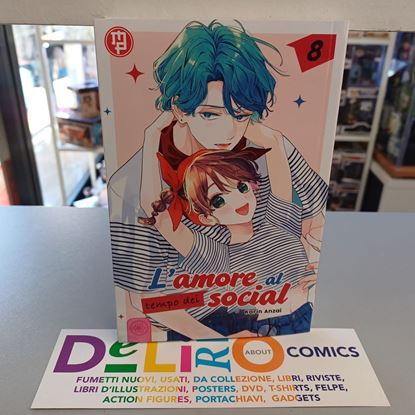 8
L'amore al
tempo dei social
Karin Anzai
DELIRIO ABOUT COMICS
FUMETTI NUOVI, USATI, DA COLLEZIONE, LIBRI, RIVISTE,
LIBRI D'ILLUSTRAZIONI, POSTERS, DVD, T-SHIRTS, FELPE,
ACTION FIGURES, PORTACHIAVI, GADGETS